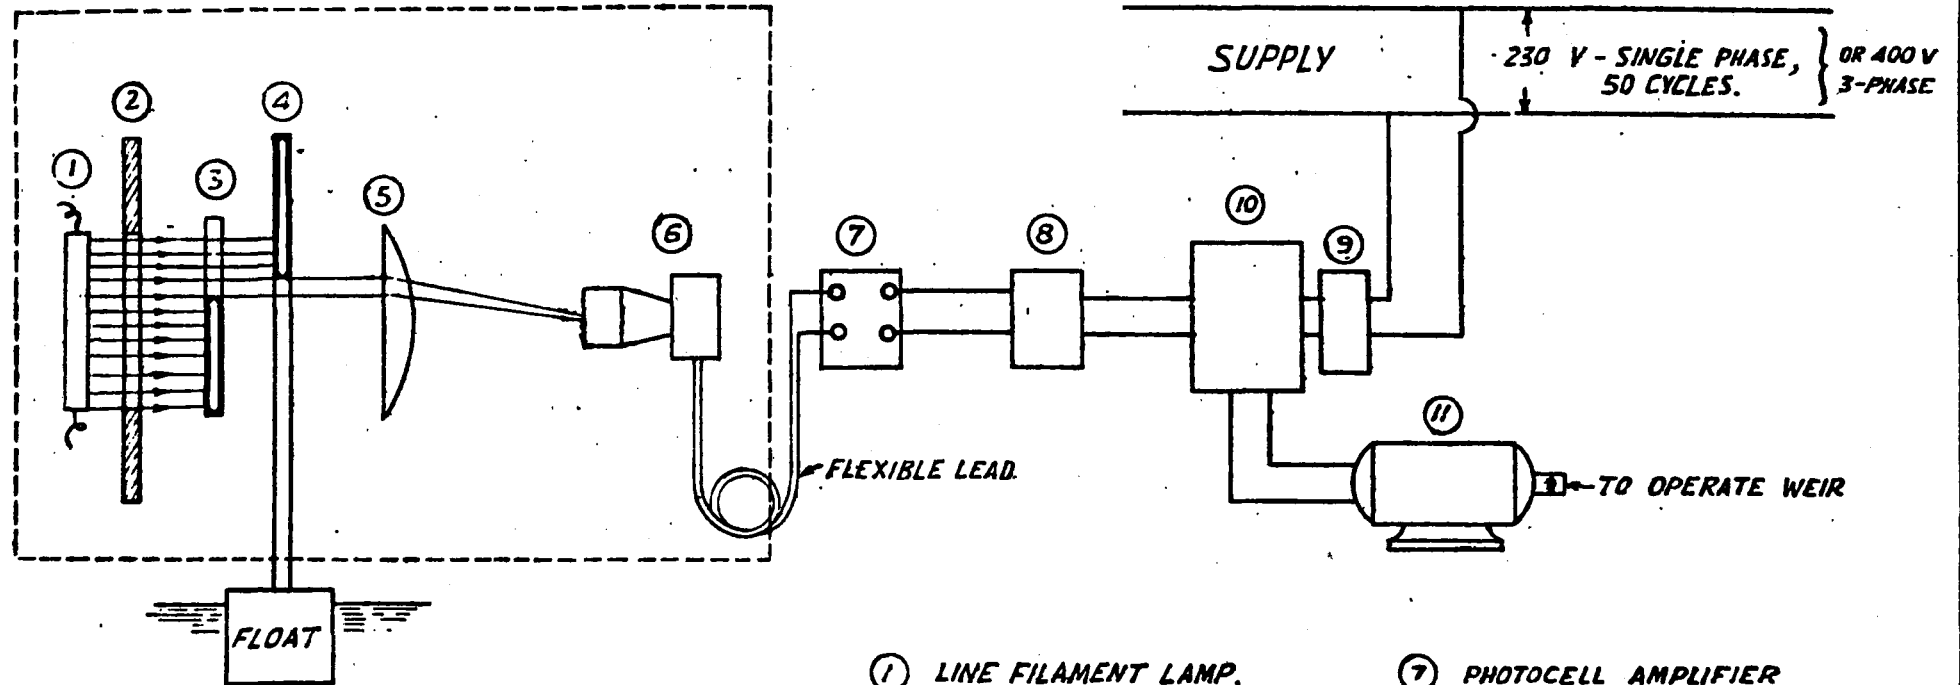 SUPPLY
230 V - SINGLE PHASE,
50 CYCLES.
OR 400 V
3-PHASE
2
4
1
3
5
6
7
8
10
9
11
FLEXIBLE LEAD.
TO OPERATE WEIR
FLOAT
1 LINE FILAMENT LAMP.
7 PHOTOCELL AMPLIFIER